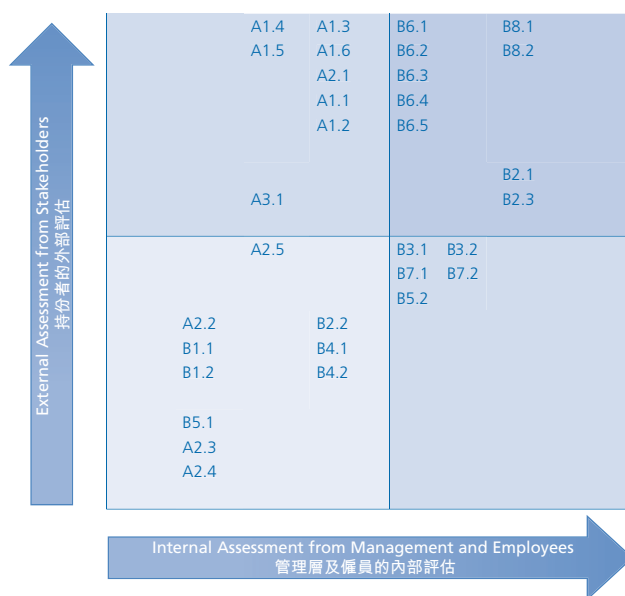 A1.4 A1.3 B6.1 B8.1
A1.5 A1.6 B6.2 B8.2
A2.1 B6.3
A1.1 B6.4
A1.2 B6.5
B2.1
A3.1 B2.3
A2.5 B3.1 B3.2
B7.1 B7.2
B5.2
A2.2 B2.2
B1.1 B4.1
B1.2 B4.2
B5.1
A2.3
A2.4
External Assessment from Stakeholders
持份者的外部評估
Internal Assessment from Management and Employees
管理層及僱員的內部評估